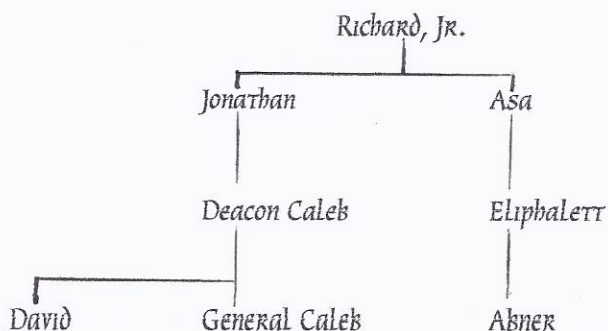 Richard, Jr.
Jonathan Asa
Deacon Caleb Eliphalett
David General Caleb Abner